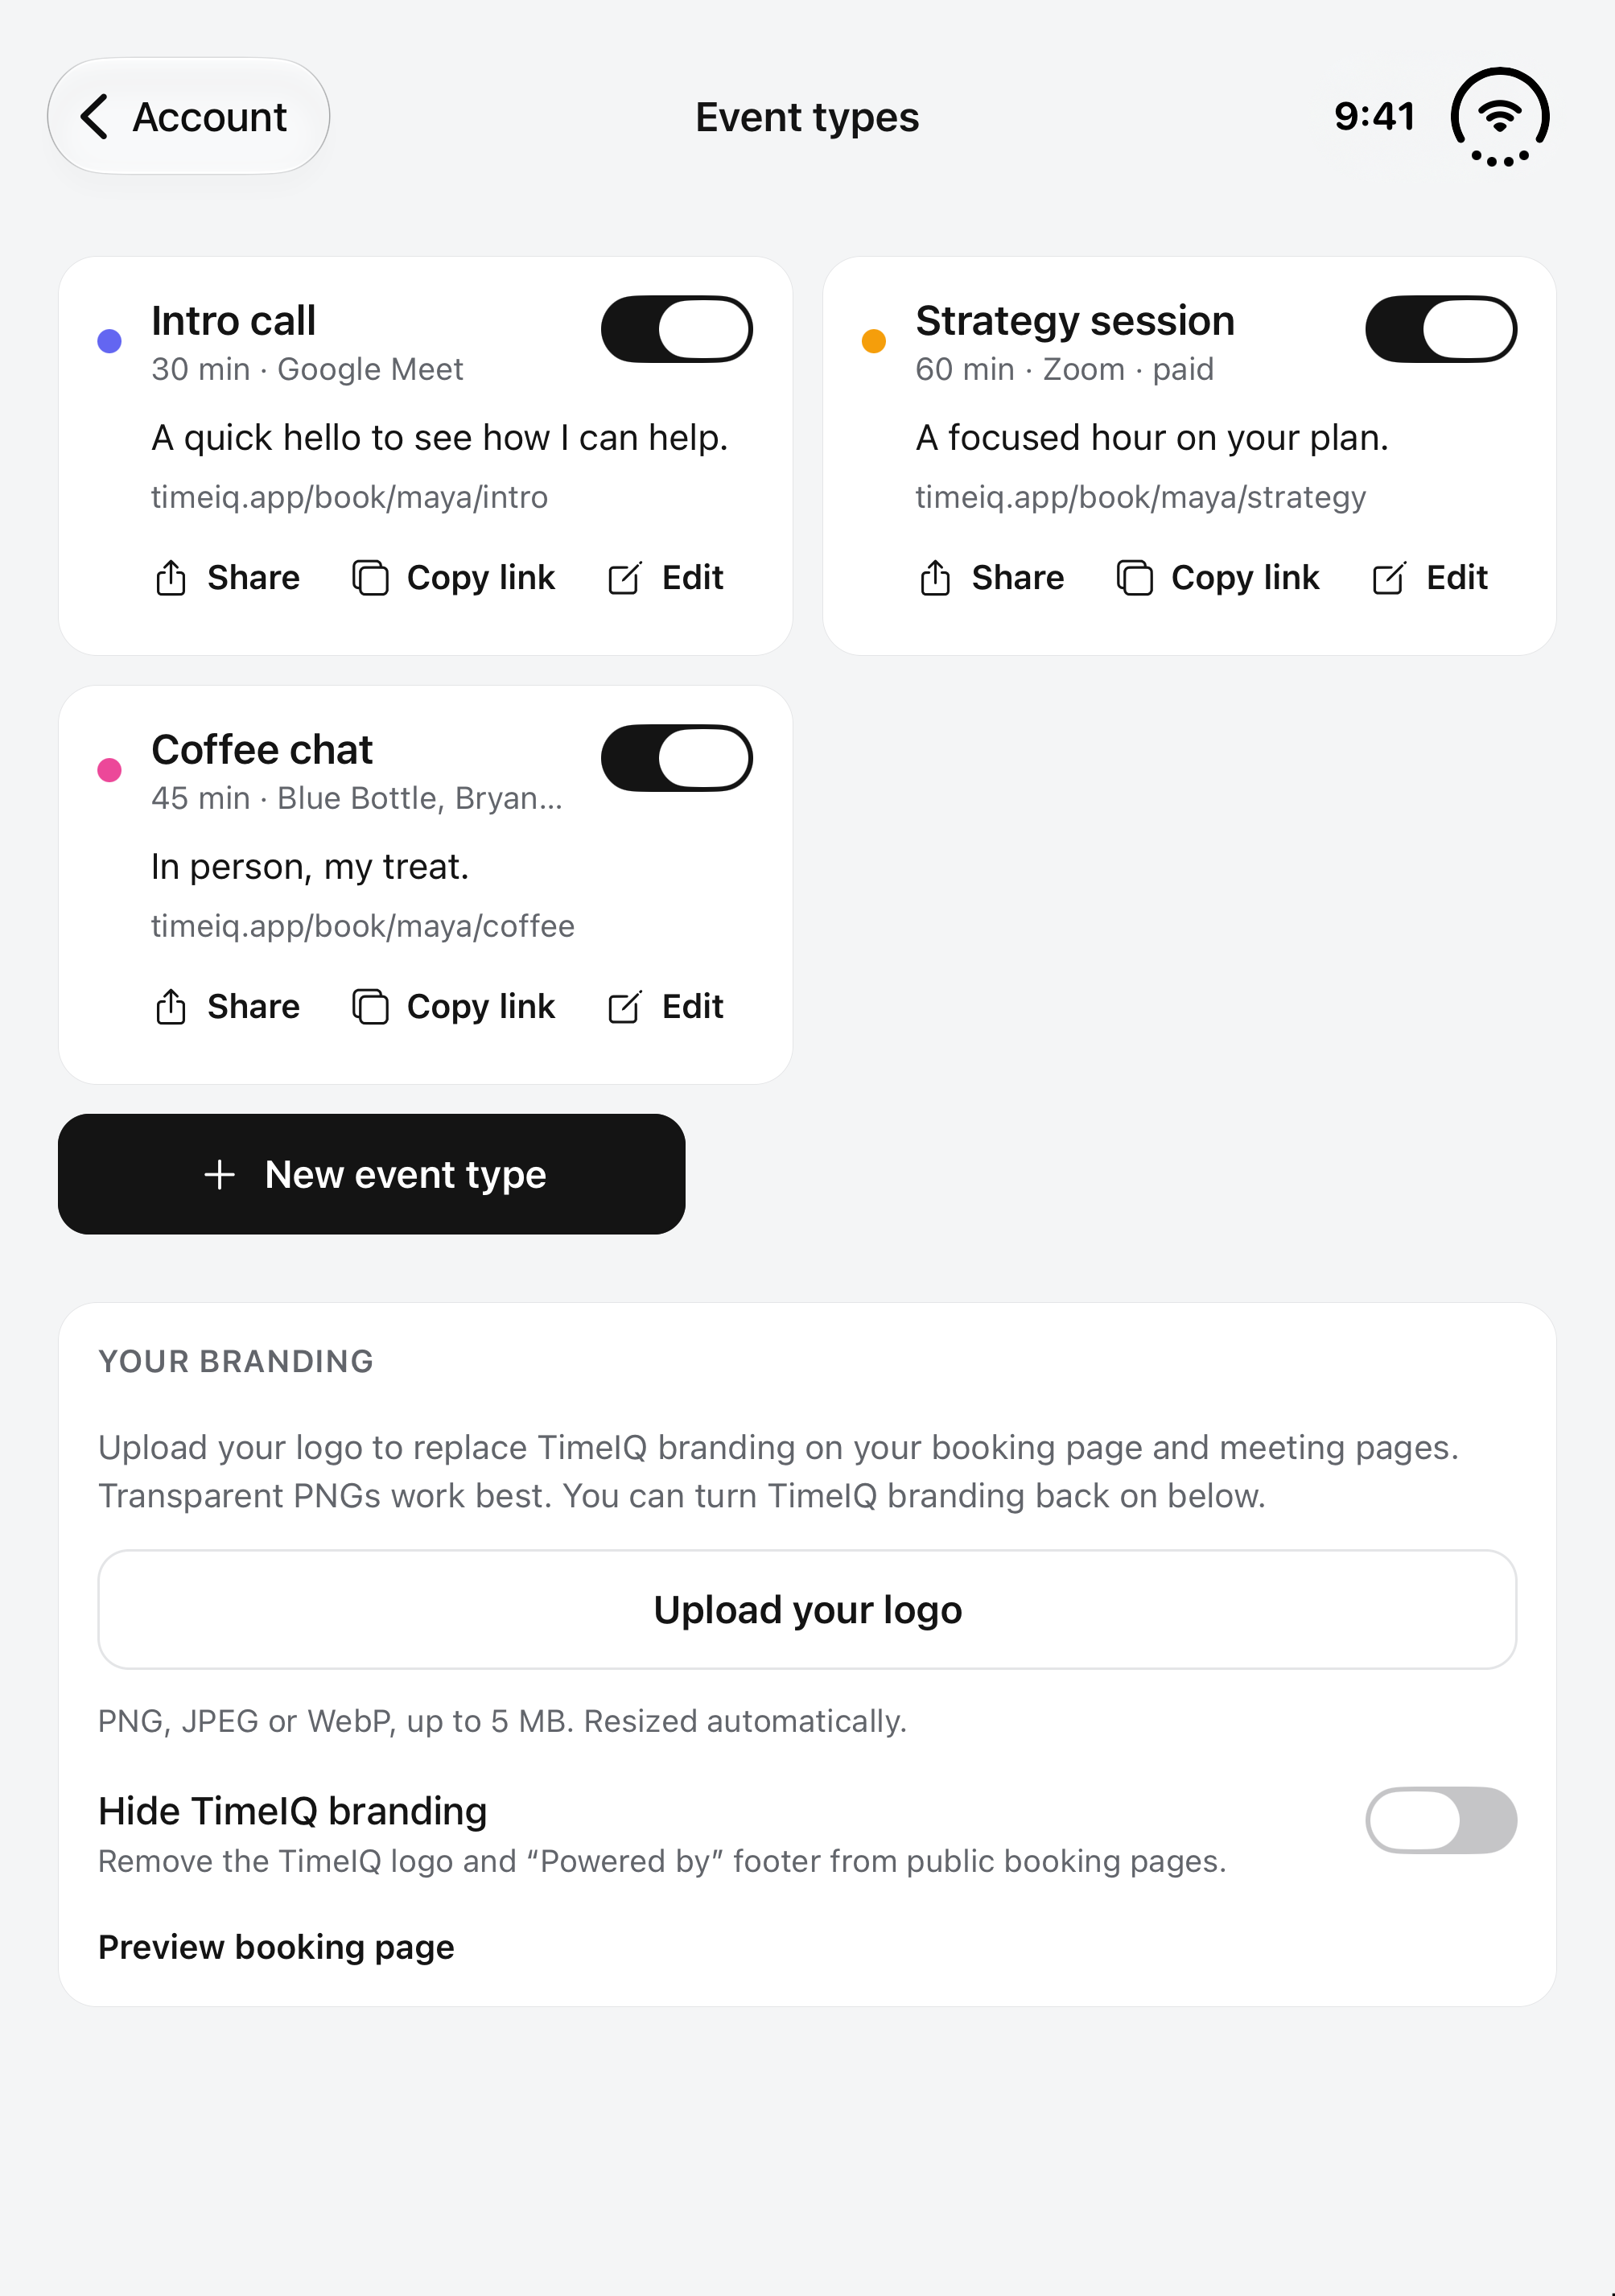 Account
Event types
9:41
Intro call
30 min · Google Meet
A quick hello to see how I can help.
timeiq.app/book/maya/intro
Share
Copy link
Edit
Strategy session
60 min · Zoom · paid
A focused hour on your plan.
timeiq.app/book/maya/strategy
Share
Copy link
Edit
Coffee chat
45 min · Blue Bottle, Bryan...
In person, my treat.
timeiq.app/book/maya/coffee
Share
Copy link
Edit
New event type
YOUR BRANDING
Upload your logo to replace TimeIQ branding on your booking page and meeting pages.
Transparent PNGs work best. You can turn TimeIQ branding back on below.
Upload your logo
PNG, JPEG or WebP, up to 5 MB. Resized automatically.
Hide TimeIQ branding
Remove the TimeIQ logo and “Powered by” footer from public booking pages.
Preview booking page